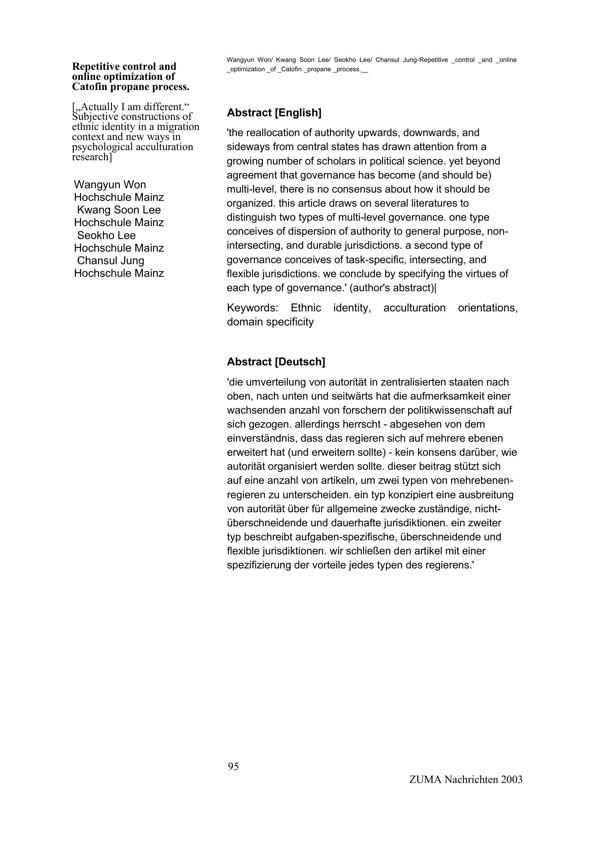 Repetitive control and
online optimization of
Catofin propane process.
[„Actually I am different.“
Subjective constructions of
ethnic identity in a migration
context and new ways in
psychological acculturation
research]
Wangyun Won
Hochschule Mainz
Kwang Soon Lee
Hochschule Mainz
Seokho Lee
Hochschule Mainz
Chansul Jung
Hochschule Mainz
Wangyun Won/ Kwang Soon Lee/ Seokho Lee/ Chansul Jung-Repetitive _control _and _online
_optimization _of _Catofin _propane _process.__
Abstract [English]
'the reallocation of authority upwards, downwards, and
sideways from central states has drawn attention from a
growing number of scholars in political science. yet beyond
agreement that governance has become (and should be)
multi-level, there is no consensus about how it should be
organized. this article draws on several literatures to
distinguish two types of multi-level governance. one type
conceives of dispersion of authority to general purpose, non-
intersecting, and durable jurisdictions. a second type of
governance conceives of task-specific, intersecting, and
flexible jurisdictions. we conclude by specifying the virtues of
each type of governance.' (author's abstract)|
Keywords: Ethnic identity, acculturation orientations,
domain specificity
Abstract [Deutsch]
'die umverteilung von autorität in zentralisierten staaten nach
oben, nach unten und seitwärts hat die aufmerksamkeit einer
wachsenden anzahl von forschern der politikwissenschaft auf
sich gezogen. allerdings herrscht - abgesehen von dem
einverständnis, dass das regieren sich auf mehrere ebenen
erweitert hat (und erweitern sollte) - kein konsens darüber, wie
autorität organisiert werden sollte. dieser beitrag stützt sich
auf eine anzahl von artikeln, um zwei typen von mehrebenen-
regieren zu unterscheiden. ein typ konzipiert eine ausbreitung
von autorität über für allgemeine zwecke zuständige, nicht-
überschneidende und dauerhafte jurisdiktionen. ein zweiter
typ beschreibt aufgaben-spezifische, überschneidende und
flexible jurisdiktionen. wir schließen den artikel mit einer
spezifizierung der vorteile jedes typen des regierens.'
95
ZUMA Nachrichten 2003